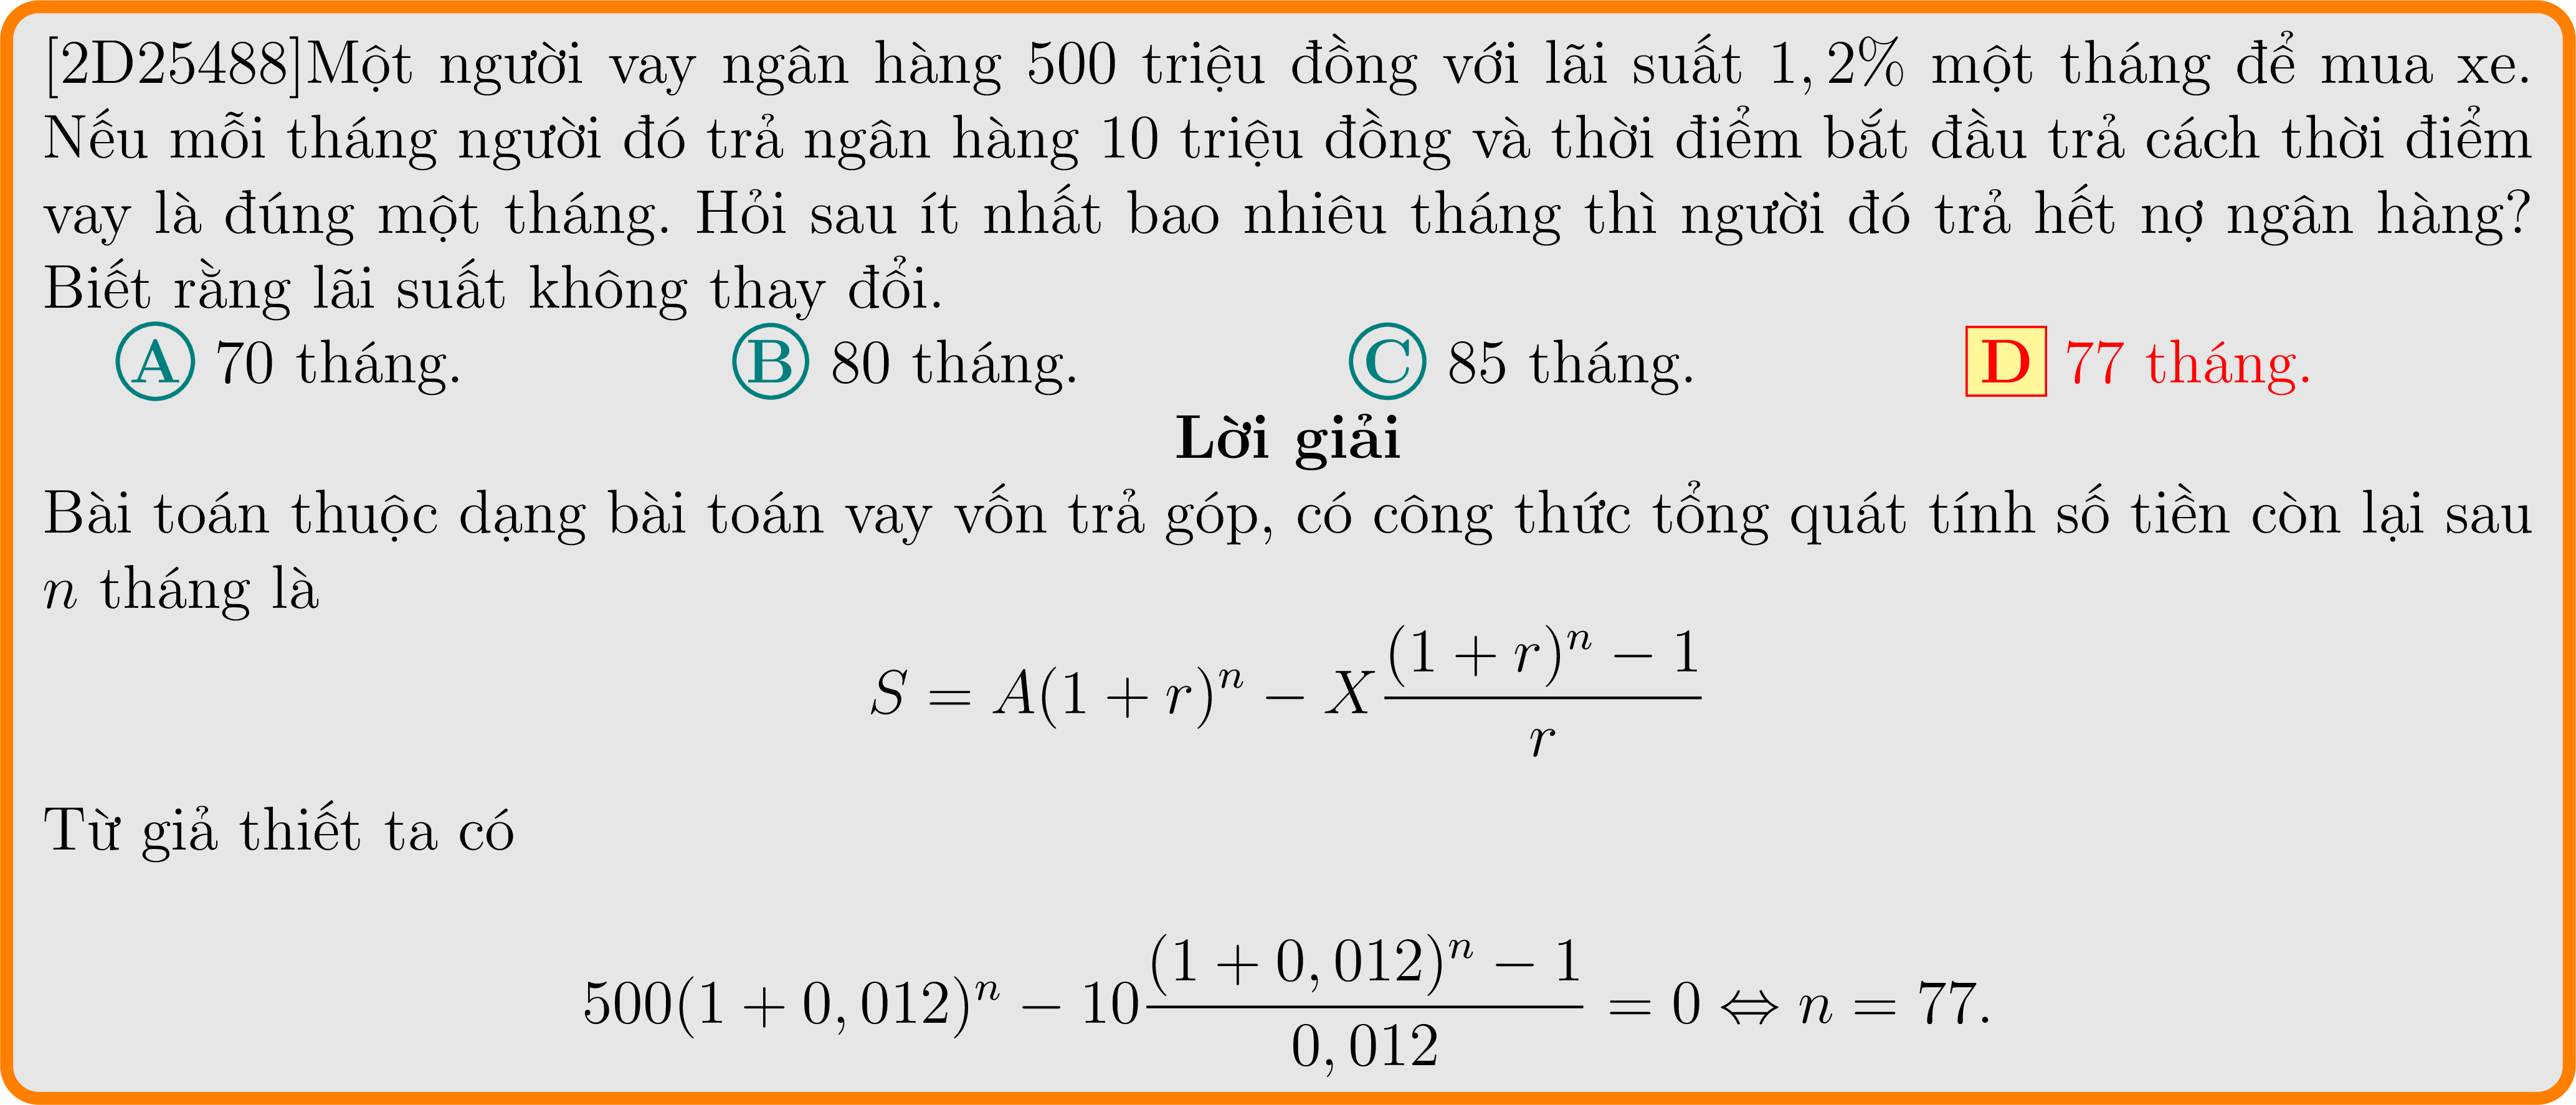 [2D25488]Một người vay ngân hàng 500 triệu đồng với lãi suất 1, 2% một tháng để mua xe.
Nếu mỗi tháng người đó trả ngân hàng 10 triệu đồng và thời điểm bắt đầu trả cách thời điểm
vay là đúng một tháng. Hỏi sau ít nhất bao nhiêu tháng thì người đó trả hết nợ ngân hàng?
Biết rằng lãi suất không thay đổi.
A 70 tháng. B 80 tháng. C 85 tháng. D 77 tháng.
Lời giải
Bài toán thuộc dạng bài toán vay vốn trả góp, có công thức tổng quát tính số tiền còn lại sau
n tháng là
S = A(1 + r)^n − X \frac{(1 + r)^n − 1}{r}
Từ giả thiết ta có
500(1 + 0, 012)^n − 10 \frac{(1 + 0, 012)^n − 1}{0, 012} = 0 ⇔ n = 77.